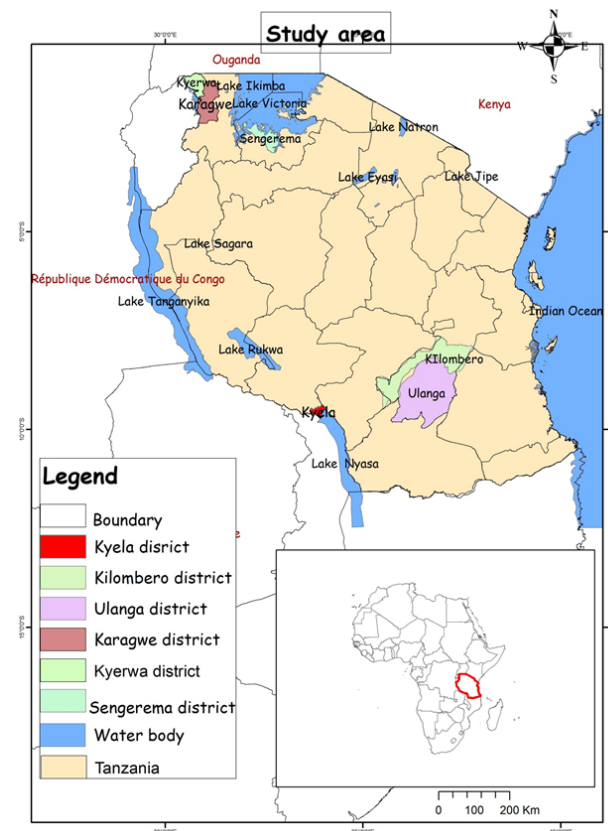 Study area
30°0'0"E
N
W
E
S
Ouganda
Kenya
Kyerwa
Lake Ikimba
Karagwe
Lake Victoria
Sengerema
Lake Natron
Lake Eyasi
Lake Jipe
Lake Sagara
République Démocratique du Congo
Lake Tanganyika
Indian Ocean
Lake Rukwa
KIlombero
Ulanga
Kyela
Lake Nyasa
10°0'0"S
15°0'0"S
Legend
Boundary
Kyela disrict
Kilombero district
Ulanga district
Karagwe district
Kyerwa district
Sengerema district
Water body
Tanzania
0 100 200 Km